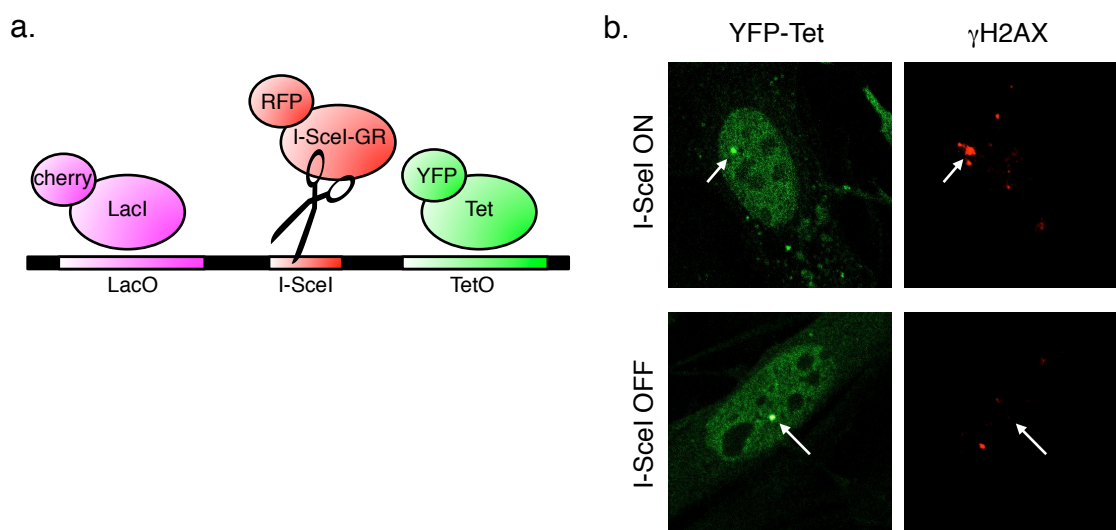 a.
RFP
I-SceI-GR
cherry
LacI
YFP
Tet
LacO
I-SceI
TetO
b.
YFP-Tet
γH2AX
I-SceI ON
I-SceI OFF